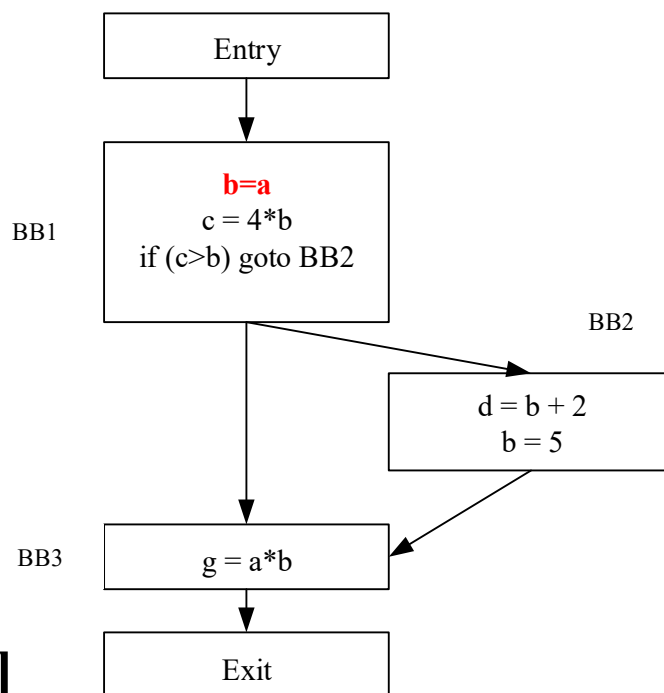 Entry
BB1
b=a
c = 4*b
if (c>b) goto BB2
BB2
d = b + 2
b = 5
BB3
g = a*b
Exit